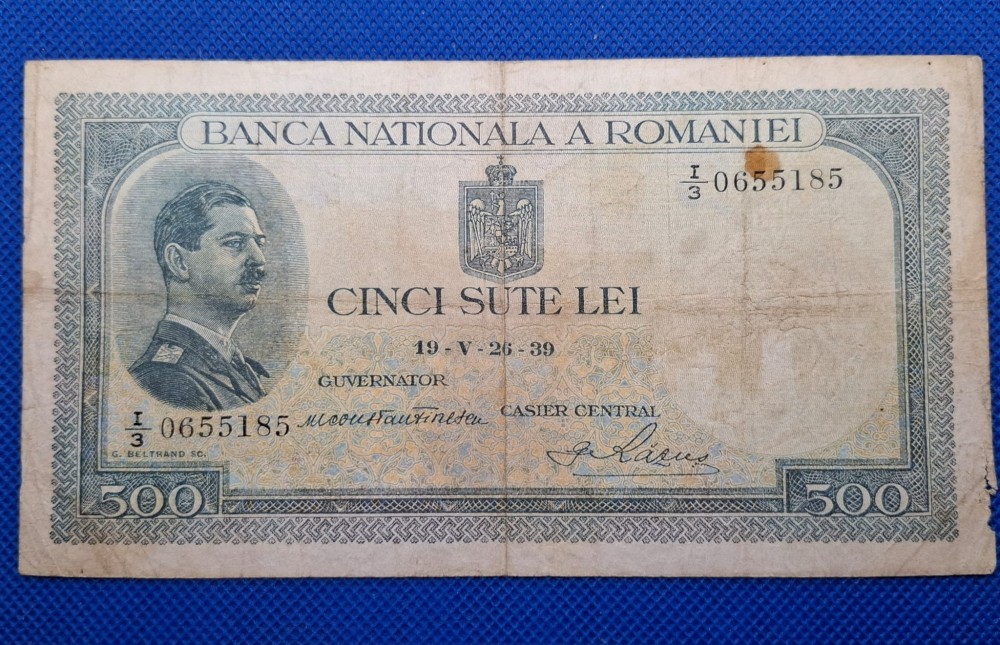 BANCA NATIONALA A ROMANIEI
I/3 0655185
CINCI SUTE LEI
19-V-26-39
GUVERNATOR
I/3 0655185 M Constantinescu CASIER CENTRAL
G. BELTRAND SC.
500 500